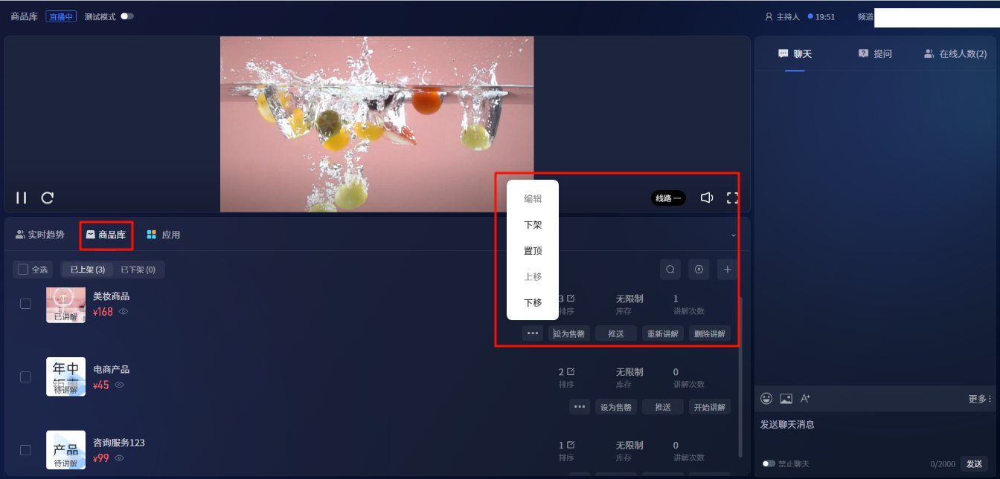 商品库 直播中 测试模式
主持人 19:51 频道
聊天 提问 在线人数(2)
线路一
编辑
下架
置顶
上移
下移
实时趋势 商品库 应用
全选 已上架 (3) 已下架 (0)
美妆商品
¥168
已讲解
3 无限制 1
排序 库存 讲解次数
设为售罄 推送 重新讲解 删除讲解
年中
钜惠
待讲解
电商产品
¥45
2 无限制 0
排序 库存 讲解次数
设为售罄 推送 开始讲解
产品
待讲解
咨询服务123
¥99
1 无限制 0
排序 库存 讲解次数
更多
发送聊天消息
禁止聊天 0/2000 发送